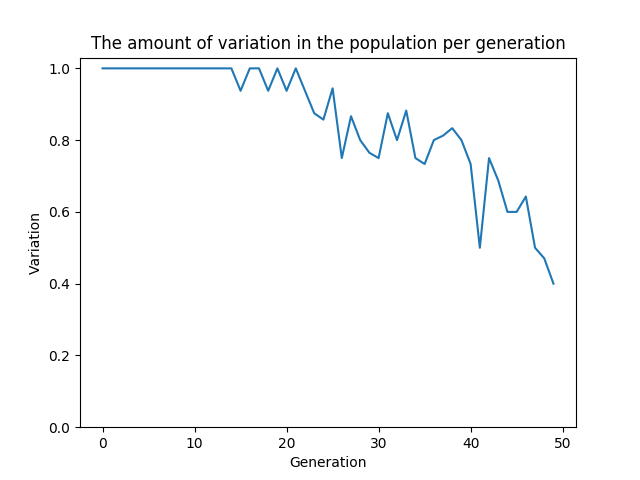 The amount of variation in the population per generation
1.0
0.8
0.6
0.4
0.2
0.0
Variation
0 10 20 30 40 50
Generation